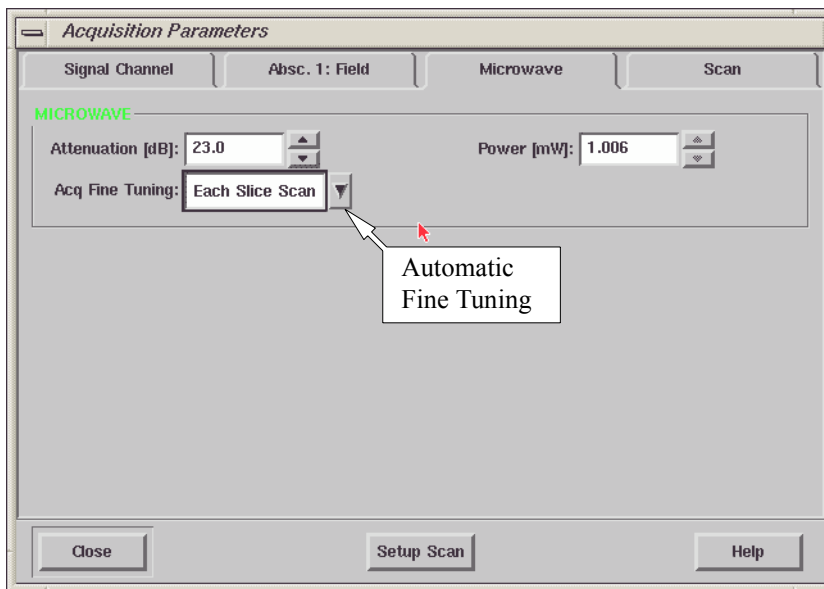 Acquisition Parameters
Signal Channel
Absc. 1: Field
Microwave
Scan
MICROWAVE
Attenuation [dB]: 23.0
Power [mW]: 1.006
Acq Fine Tuning: Each Slice Scan
Automatic
Fine Tuning
Close
Setup Scan
Help